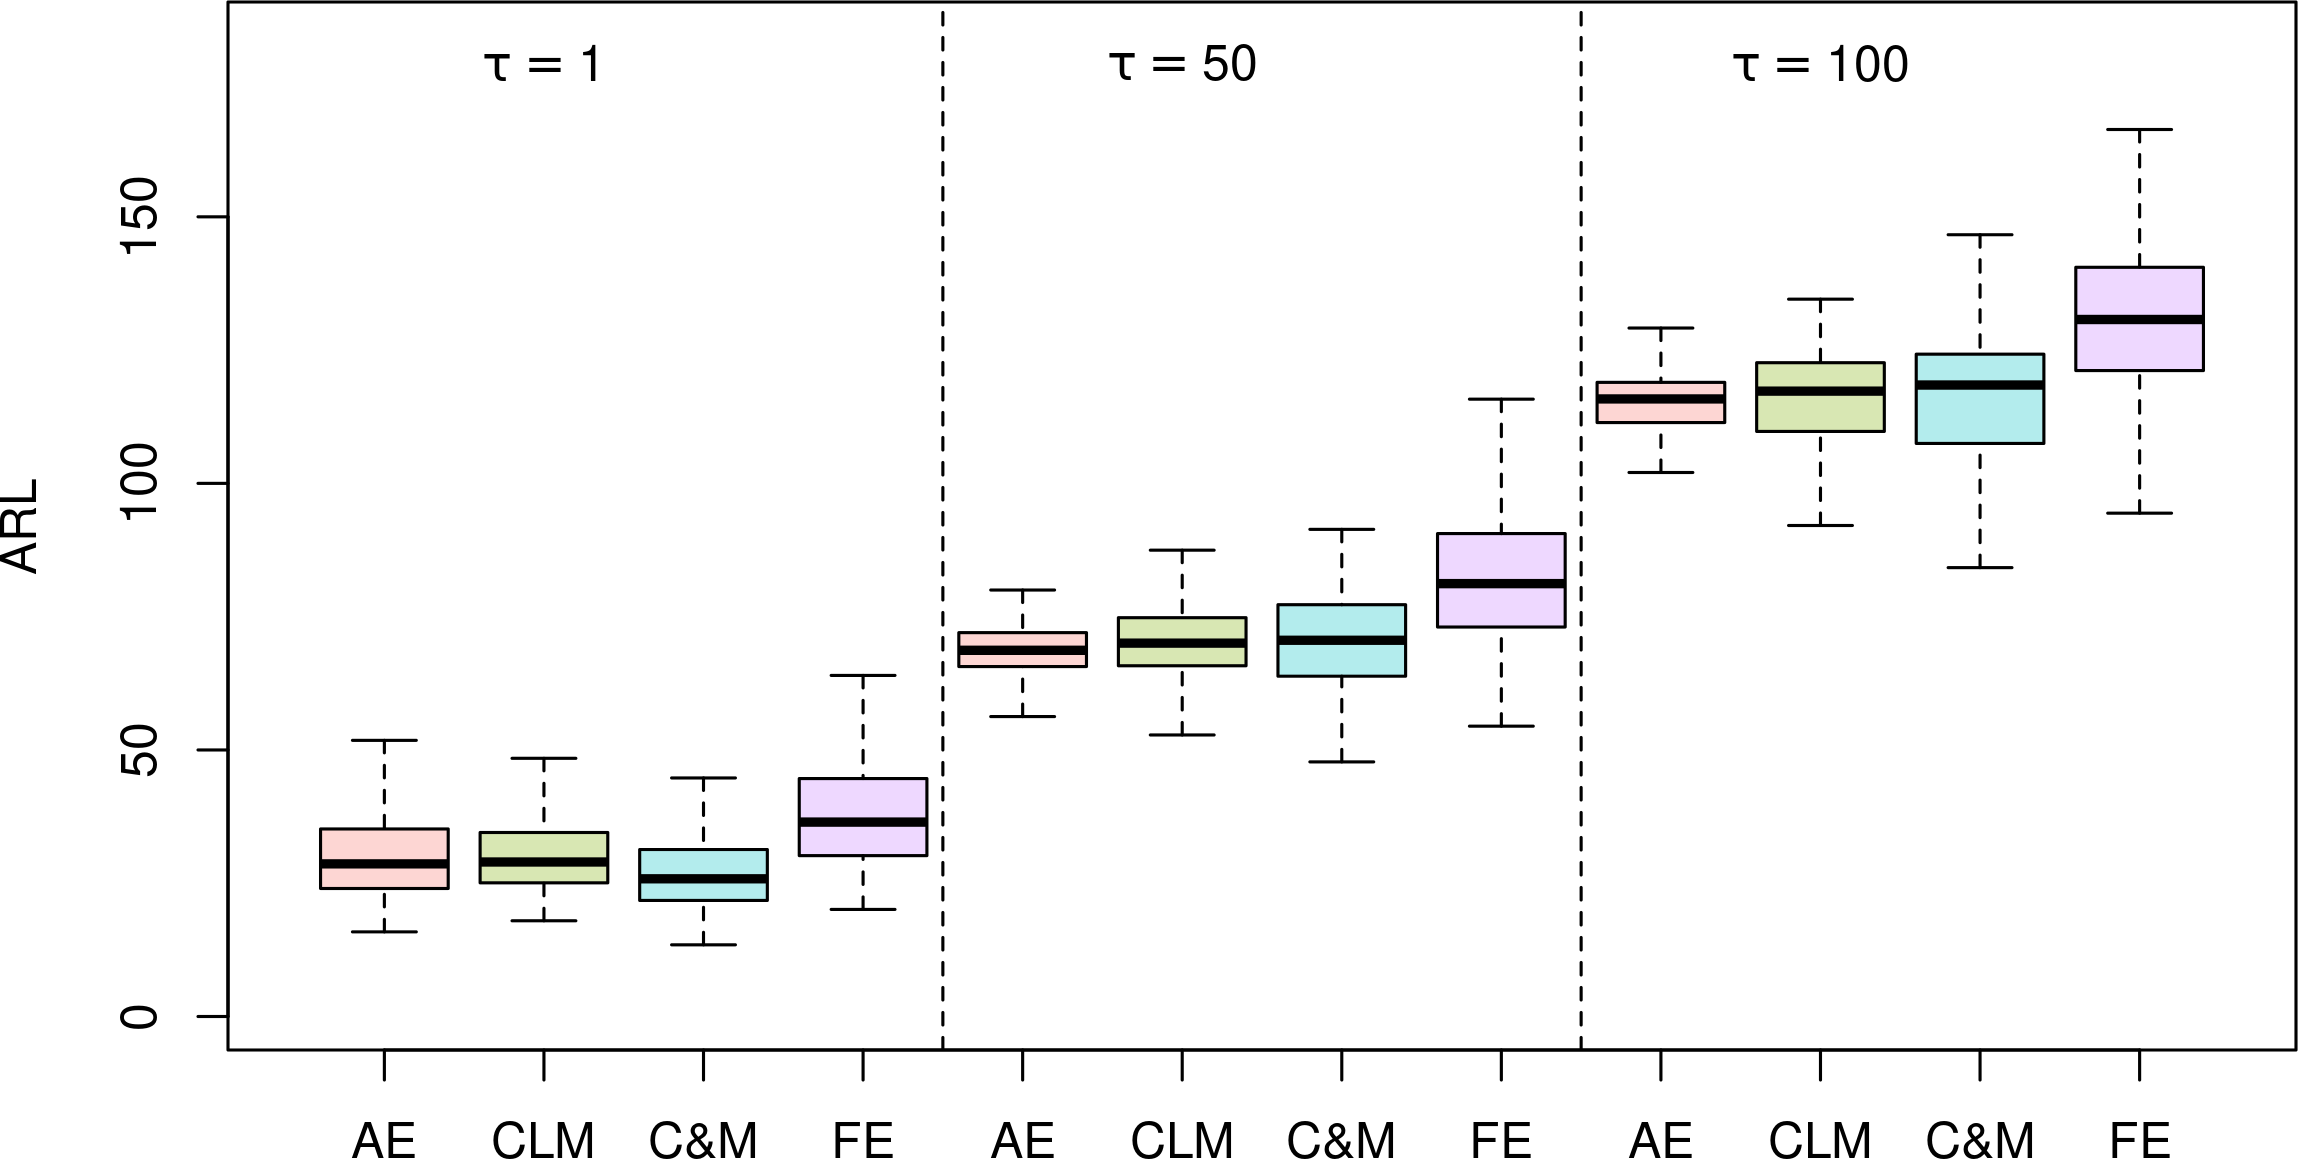 τ = 1
τ = 50
τ = 100
150
100
50
0
ARL
AE CLM C&M FE AE CLM C&M FE AE CLM C&M FE